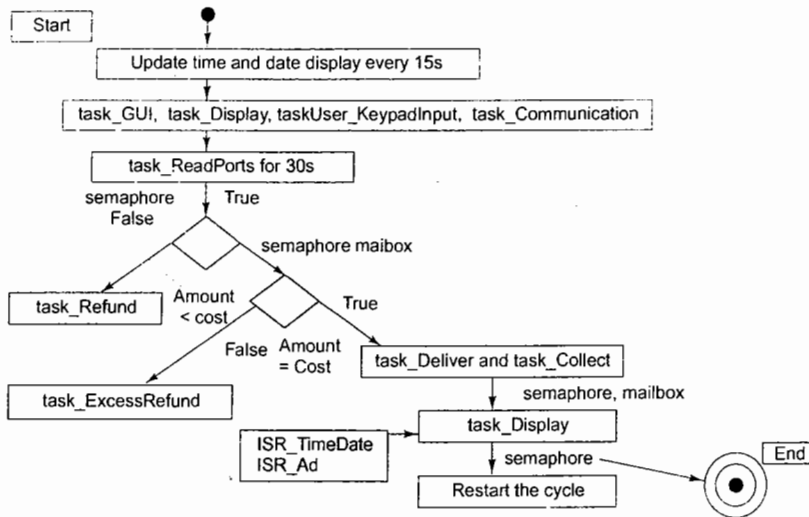 Start
Update time and date display every 15s
task_GUI, task_Display, taskUser_KeypadInput, task_Communication
task_ReadPorts for 30s
semaphore
False
True
semaphore maibox
task_Refund
Amount
< cost
True
False
Amount
= Cost
task_Deliver and task_Collect
task_ExcessRefund
semaphore, mailbox
task_Display
ISR_TimeDate
ISR_Ad
semaphore
End
Restart the cycle